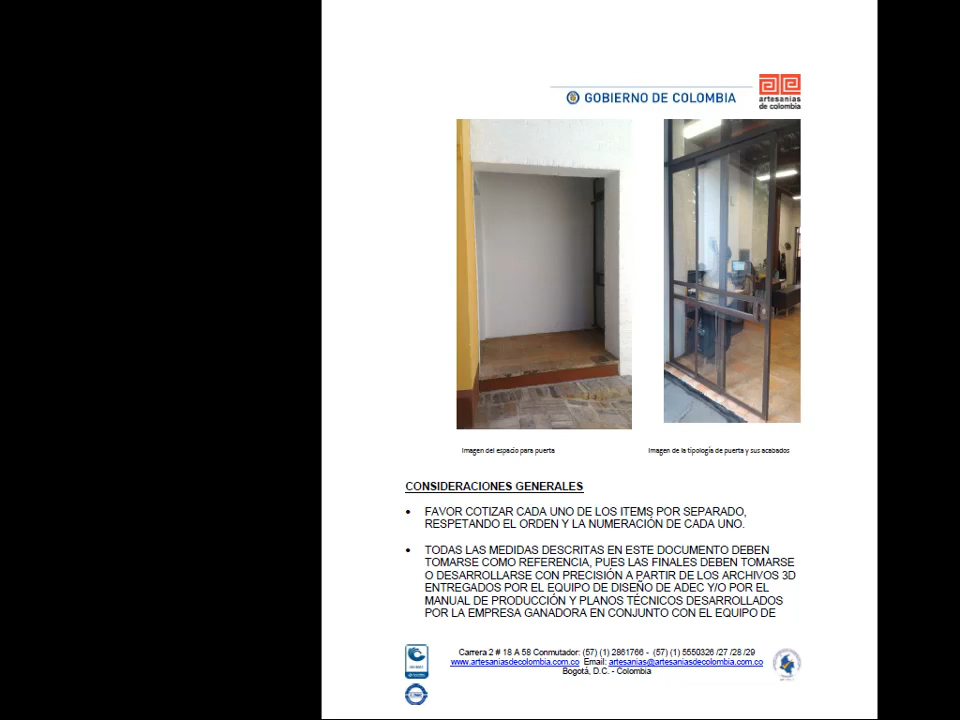 GOBIERNO DE COLOMBIA
artesanías
de colombia
Imagen del espacio para puerta
Imagen de la tipología de puerta y sus acabados
CONSIDERACIONES GENERALES
• FAVOR COTIZAR CADA UNO DE LOS ITEMS POR SEPARADO,
RESPETANDO EL ORDEN Y LA NUMERACIÓN DE CADA UNO.
• TODAS LAS MEDIDAS DESCRITAS EN ESTE DOCUMENTO DEBEN
TOMARSE COMO REFERENCIA, PUES LAS FINALES DEBEN TOMARSE
O DESARROLLARSE CON PRECISIÓN A PARTIR DE LOS ARCHIVOS 3D
ENTREGADOS POR EL EQUIPO DE DISEÑO DE ADEC Y/O POR EL
MANUAL DE PRODUCCIÓN Y PLANOS TÉCNICOS DESARROLLADOS
POR LA EMPRESA GANADORA EN CONJUNTO CON EL EQUIPO DE
Carrera 2 # 18 A 58 Conmutador: (57) (1) 2861766 - (57) (1) 5550326 /27 /28 /29
www.artesaniasdecolombia.com.co Email: artesanias@artesaniasdecolombia.com.co
Bogotá, D.C. - Colombia